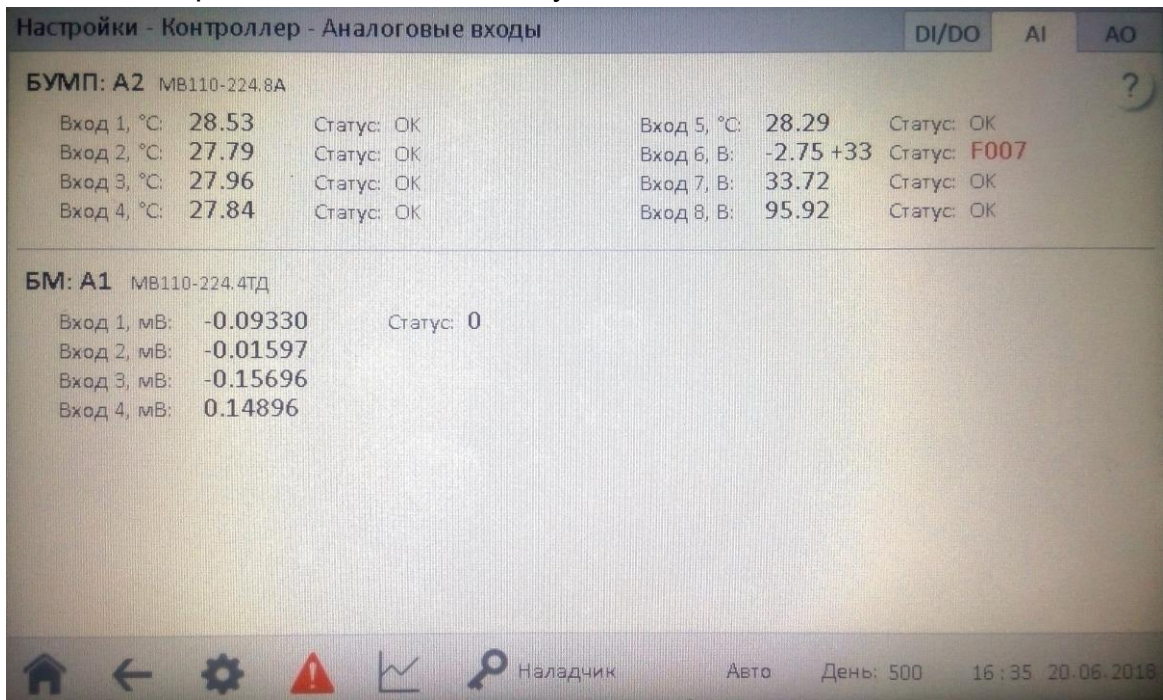 Настройки - Контроллер - Аналоговые входы
DI/DO AI AO
БУМП: A2 МВ110-224.8А
?
Вход 1, °C: 28.53 Статус: OK
Вход 2, °C: 27.79 Статус: OK
Вход 3, °C: 27.96 Статус: OK
Вход 4, °C: 27.84 Статус: OK
Вход 5, °C: 28.29 Статус: OK
Вход 6, В: -2.75 +33 Статус: F007
Вход 7, В: 33.72 Статус: OK
Вход 8, В: 95.92 Статус: OK
БМ: A1 МВ110-224.4ТД
Вход 1, мВ: -0.09330 Статус: 0
Вход 2, мВ: -0.01597
Вход 3, мВ: -0.15696
Вход 4, мВ: 0.14896
Наладчик Авто День: 500 16:35 20.06.2018